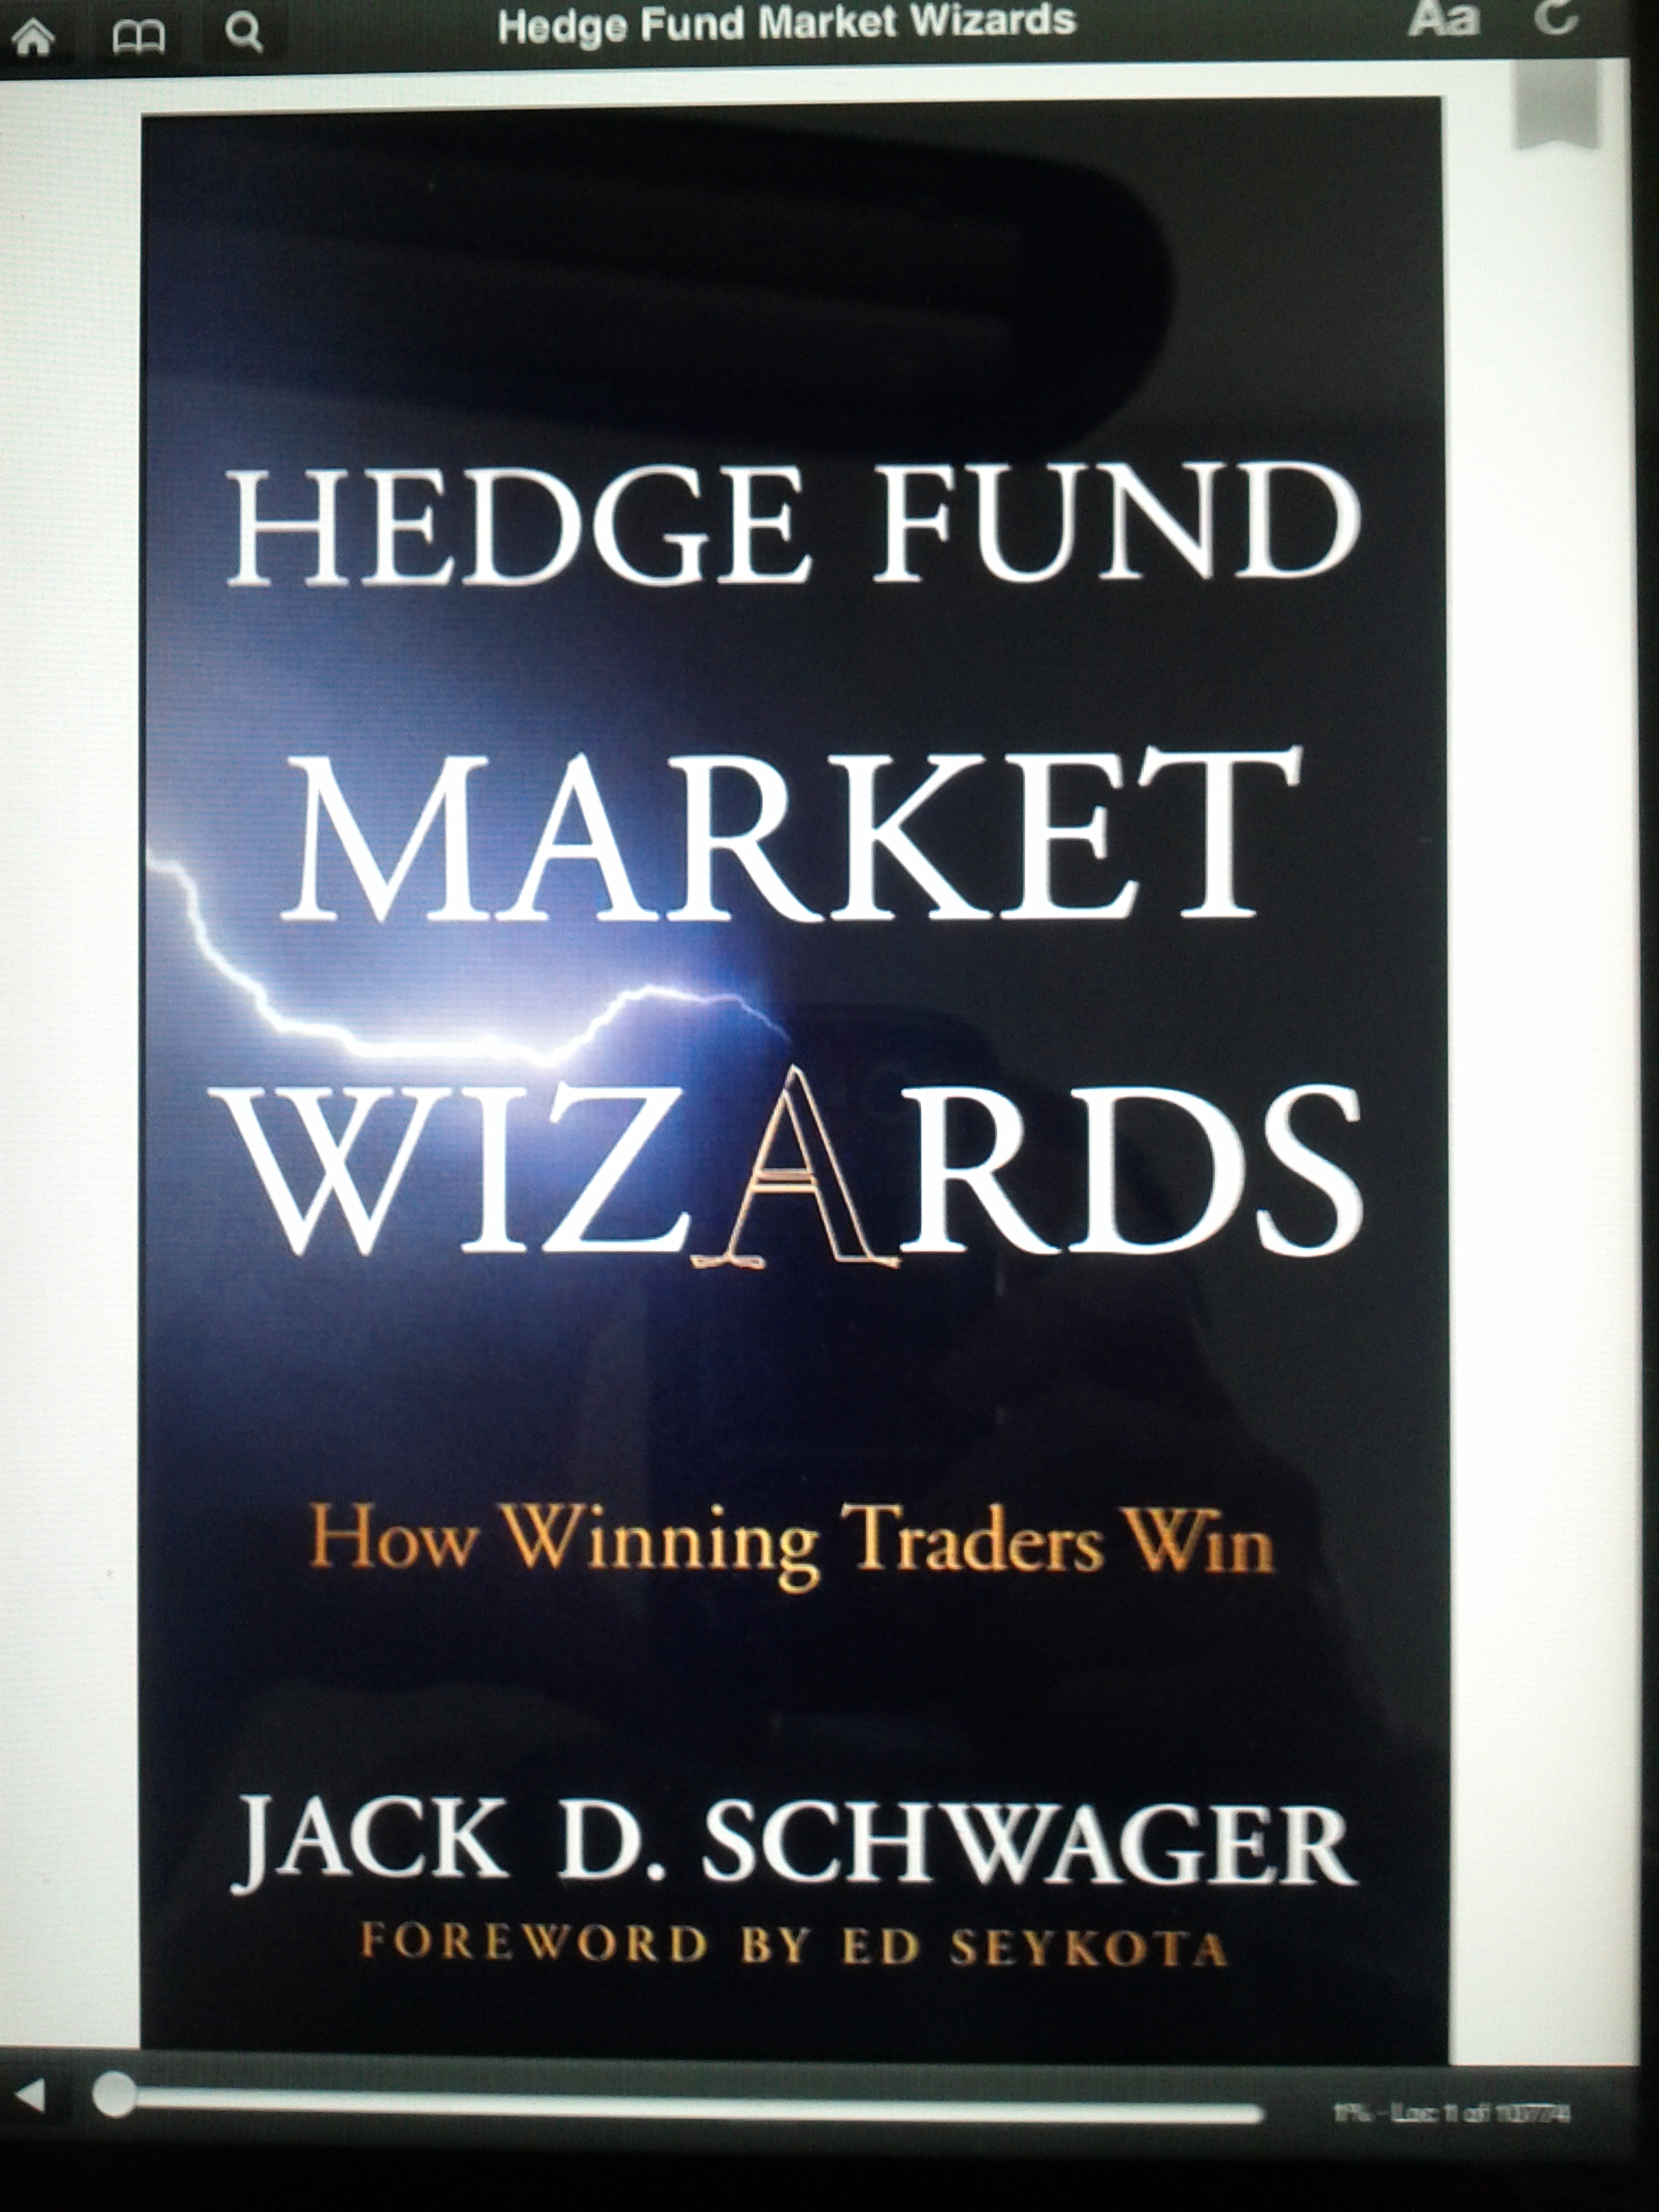 Hedge Fund Market Wizards
Aa
HEDGE FUND
MARKET
WIZARDS
How Winning Traders Win
JACK D. SCHWAGER
FOREWORD BY ED SEYKOTA
1% - Loc 1 of